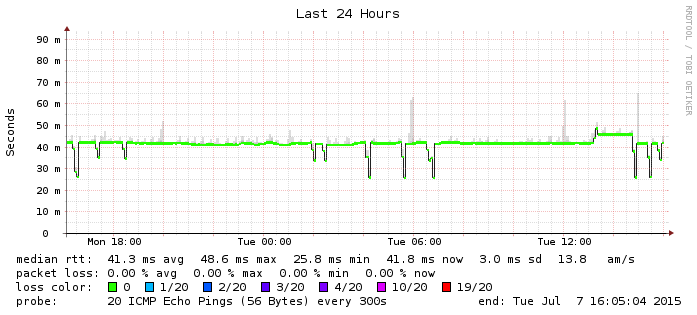 Last 24 Hours
RRDTOOL / TOBI OETIKER
Seconds
90 m
80 m
70 m
60 m
50 m
40 m
30 m
20 m
10 m
0
Mon 18:00 Tue 00:00 Tue 06:00 Tue 12:00
median rtt: 41.3 ms avg 48.6 ms max 25.8 ms min 41.8 ms now 3.0 ms sd 13.8 am/s
packet loss: 0.00 % avg 0.00 % max 0.00 % min 0.00 % now
loss color: 0 1/20 2/20 3/20 4/20 10/20 19/20
probe: 20 ICMP Echo Pings (56 Bytes) every 300s end: Tue Jul 7 16:05:04 2015